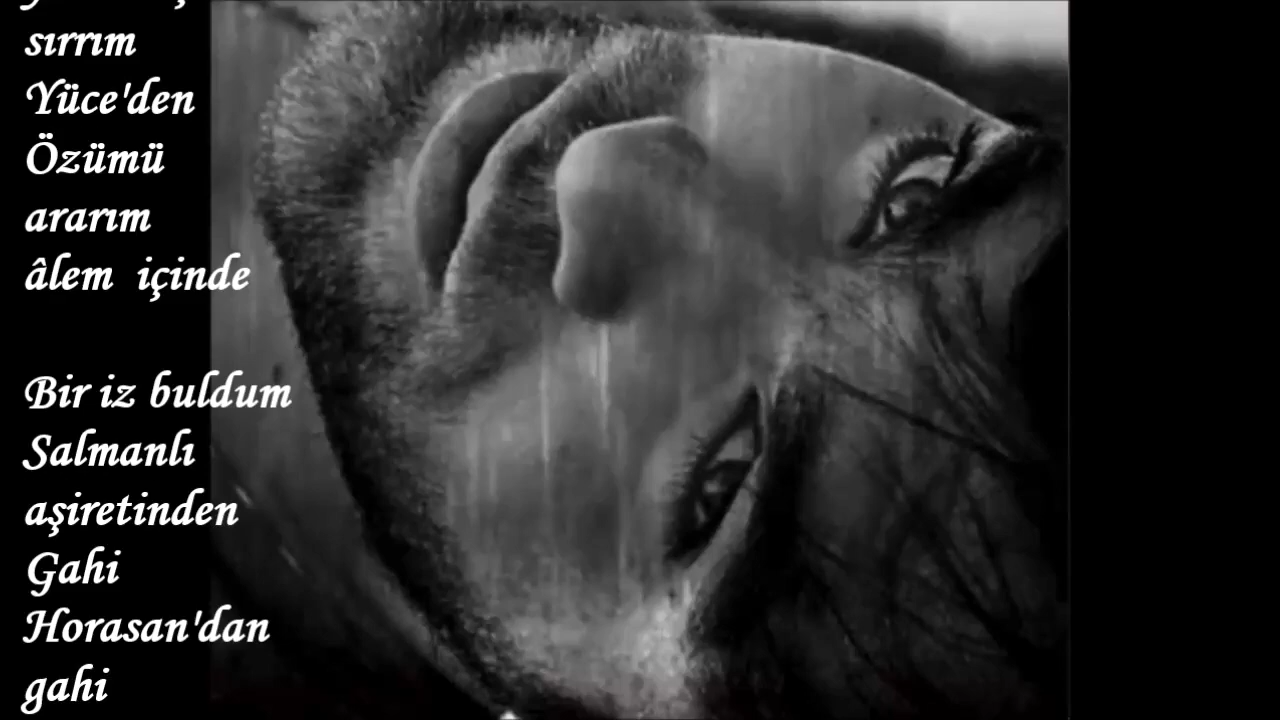 sırrım
Yüce'den
Özümü
ararım
âlem içinde
Bir iz buldum
Salmanlı
aşiretinden
Gahi
Horasan'dan
gahi